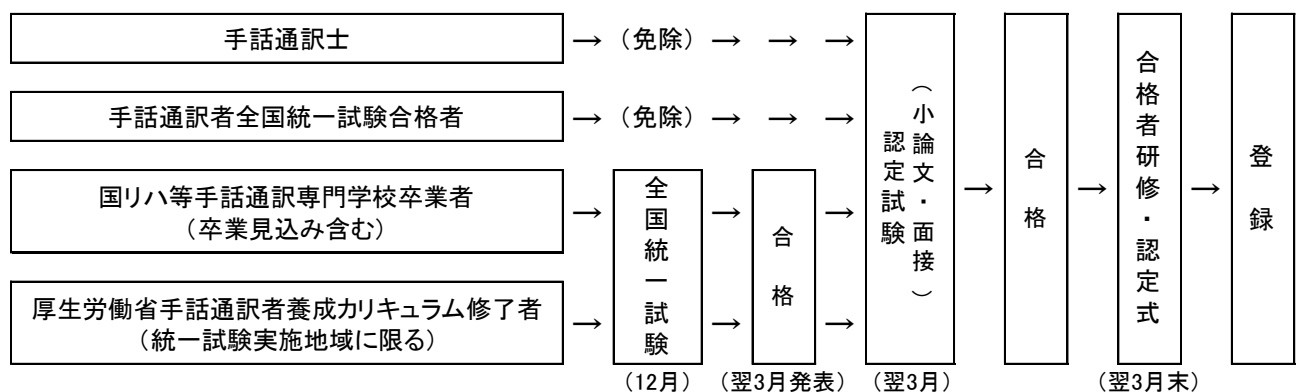 手話通訳士
→ (免除) → → →
手話通訳者全国統一試験合格者
→ (免除) → → →
国リハ等手話通訳専門学校卒業者
(卒業見込み含む)
→
→
→
厚生労働省手話通訳者養成カリキュラム修了者
(統一試験実施地域に限る)
→
→
→
全国統一試験
(12月)
合格
(翌3月発表)
認定試験
(小論文・面接)
(翌3月)
→
合格
→
合格者研修・認定式
(翌3月末)
→
登録